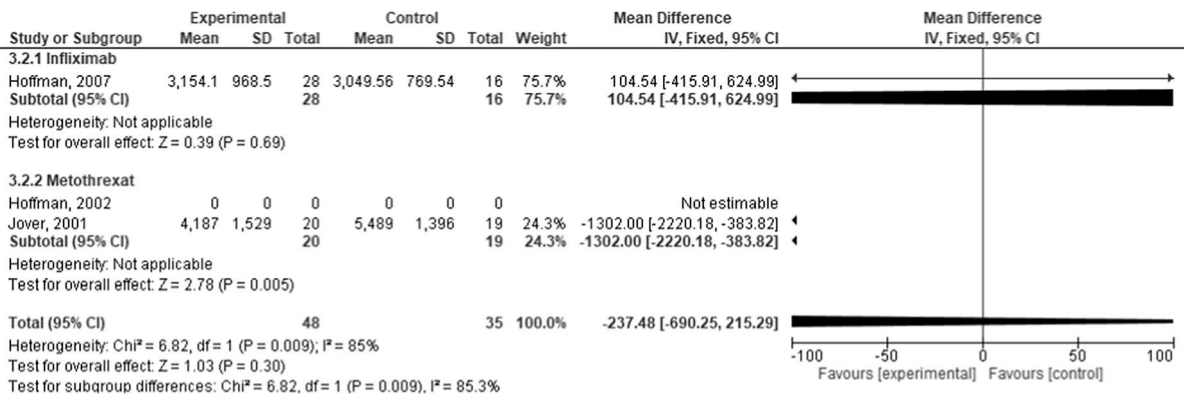 Experimental Control Mean Difference Mean Difference
Study or Subgroup Mean SD Total Mean SD Total Weight IV, Fixed, 95% CI IV, Fixed, 95% CI
3.2.1 Infliximab
Hoffman, 2007 3,154.1 968.5 28 3,049.56 769.54 16 75.7% 104.54 [-415.91, 624.99]
Subtotal (95% CI) 28 16 75.7% 104.54 [-415.91, 624.99]
Heterogeneity: Not applicable
Test for overall effect: Z = 0.39 (P = 0.69)
3.2.2 Metothrexat
Hoffman, 2002 0 0 0 0 0 0 Not estimable
Jover, 2001 4,187 1,529 20 5,489 1,396 19 24.3% -1302.00 [-2220.18, -383.82]
Subtotal (95% CI) 20 19 24.3% -1302.00 [-2220.18, -383.82]
Heterogeneity: Not applicable
Test for overall effect: Z = 2.78 (P = 0.005)
Total (95% CI) 48 35 100.0% -237.48 [-690.25, 215.29]
Heterogeneity: Chi² = 6.82, df = 1 (P = 0.009); I² = 85%
Test for overall effect: Z = 1.03 (P = 0.30)
Test for subgroup differences: Chi² = 6.82, df = 1 (P = 0.009), I² = 85.3%
-100 -50 0 50 100
Favours [experimental] Favours [control]